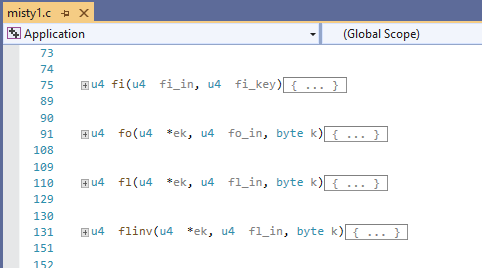 misty1.c
Application (Global Scope)
73
74
75 u4 fi(u4 fi_in, u4 fi_key){ ... }
89
90
91 u4 fo(u4 *ek, u4 fo_in, byte k){ ... }
108
109
110 u4 fl(u4 *ek, u4 fl_in, byte k){ ... }
129
130
131 u4 flinv(u4 *ek, u4 fl_in, byte k){ ... }
152